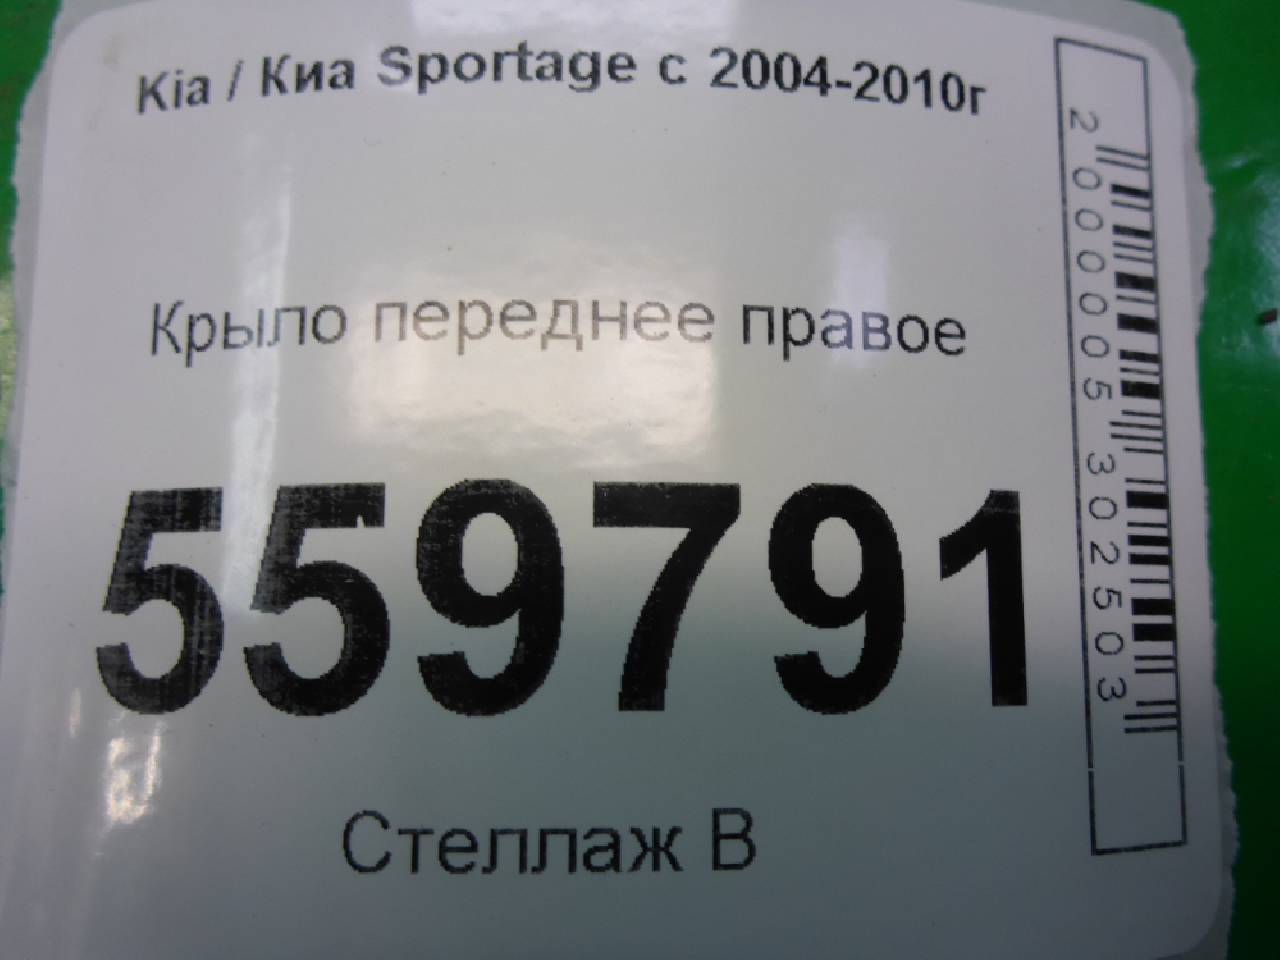 Kia / Киа Sportage с 2004-2010г
Крыло переднее правое
559791
Стеллаж В
2000005302503